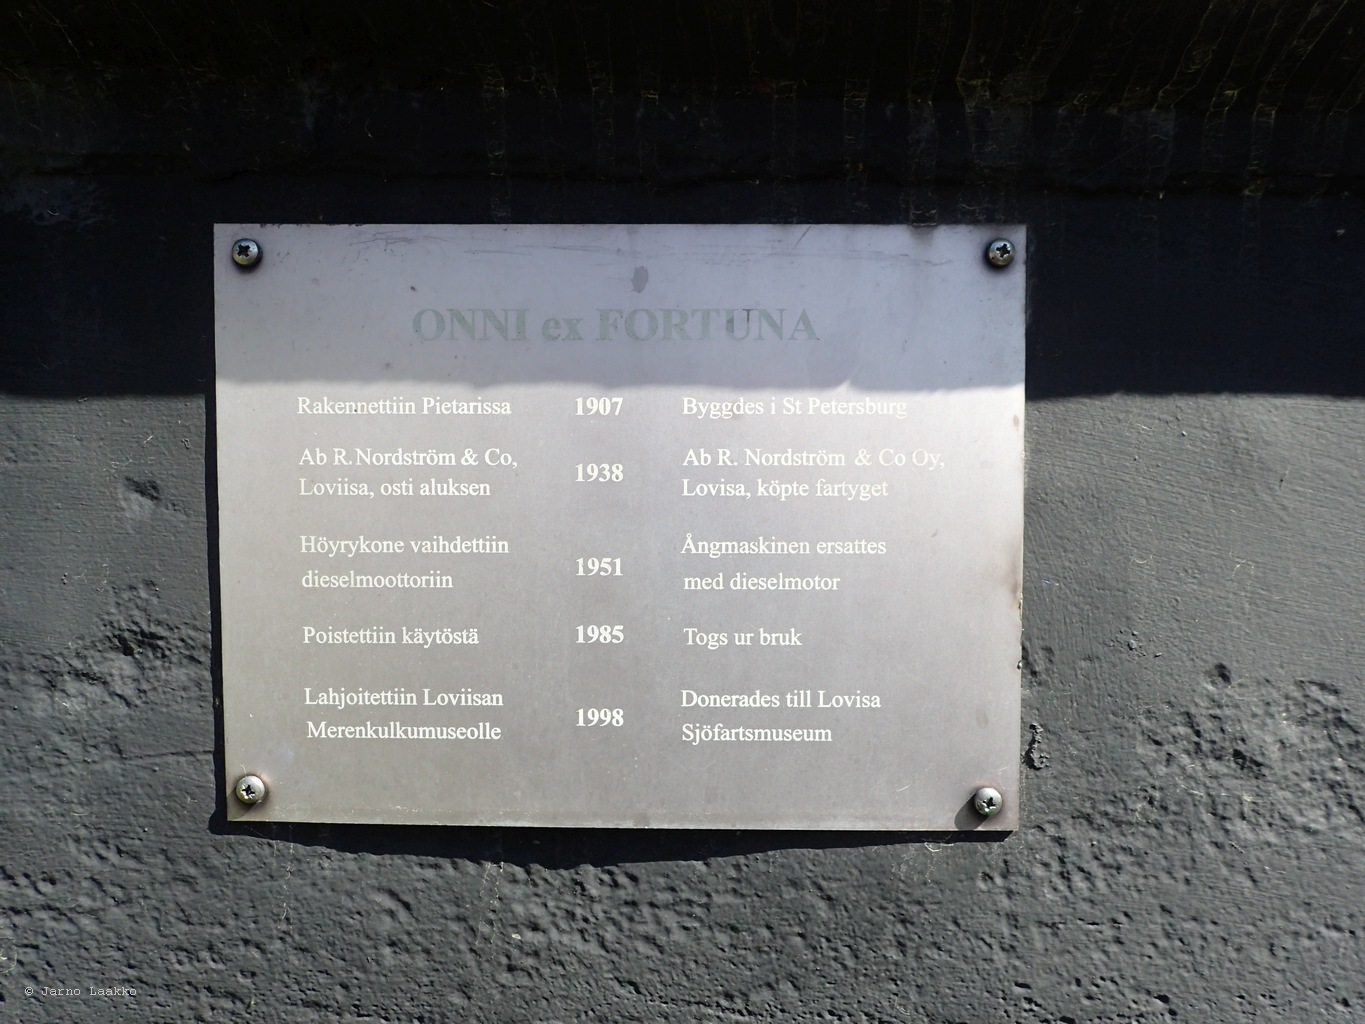 ONNI ex FORTUNA
Rakennettiin Pietarissa 1907 Byggdes i St Petersburg
Ab R. Nordström & Co,
Loviisa, osti aluksen
1938
Ab R. Nordström & Co Oy,
Lovisa, köpte fartyget
Höyrykone vaihdettiin
dieselmoottoriin
1951
Ångmaskinen ersattes
med dieselmotor
Poistettiin käytöstä 1985 Togs ur bruk
Lahjoitettiin Loviisan
Merenkulkumuseolle
1998
Donerades till Lovisa
Sjöfartsmuseum
© Jarno Laakko